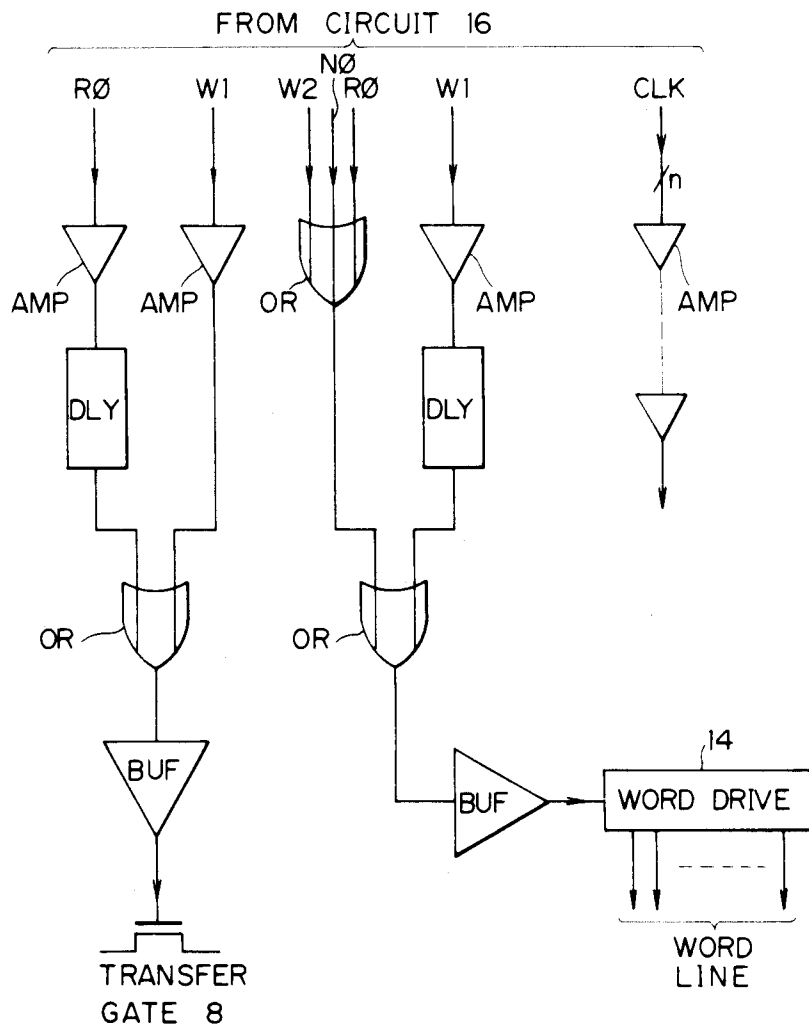 FROM CIRCUIT 16
NØ
RØ W1 W2 RØ W1 CLK
n
AMP AMP OR AMP AMP
DLY DLY
OR OR
BUF
14
BUF WORD DRIVE
WORD
LINE
TRANSFER
GATE 8